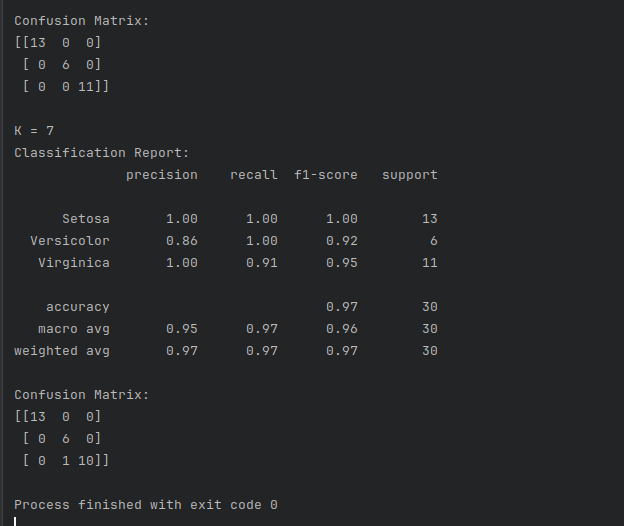 Confusion Matrix:
[[13  0  0]
 [ 0  6  0]
 [ 0  0 11]]
K = 7
Classification Report:
              precision    recall  f1-score   support
      Setosa       1.00      1.00      1.00        13
  Versicolor       0.86      1.00      0.92         6
   Virginica       1.00      0.91      0.95        11
    accuracy                           0.97        30
   macro avg       0.95      0.97      0.96        30
weighted avg       0.97      0.97      0.97        30
Confusion Matrix:
[[13  0  0]
 [ 0  6  0]
 [ 0  1 10]]
Process finished with exit code 0